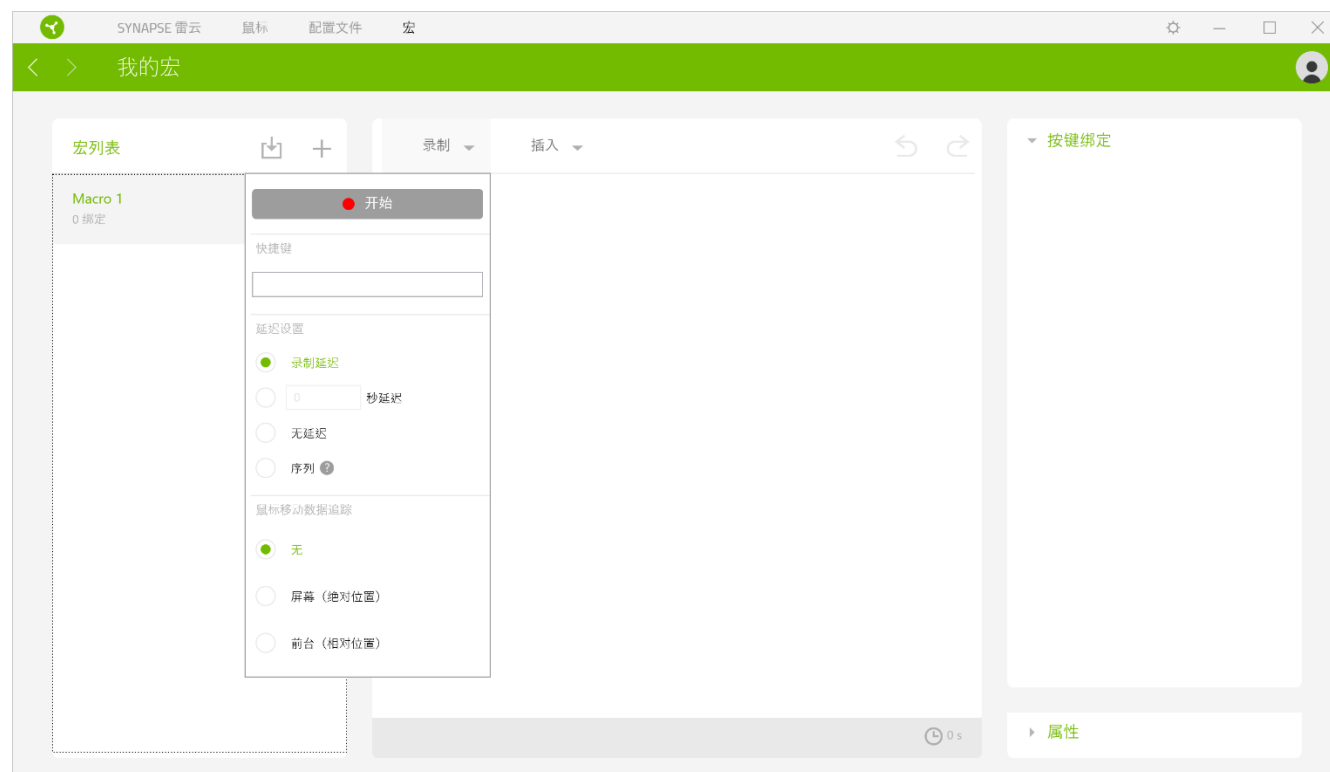 SYNAPSE 雷云 鼠标 配置文件 宏
我的宏
宏列表
录制 插入
按键绑定
Macro 1
0 绑定
开始
快捷键
延迟设置
录制延迟
0 秒延迟
无延迟
序列 ?
鼠标移动数据追踪
无
屏幕（绝对位置）
前台（相对位置）
0 s
属性